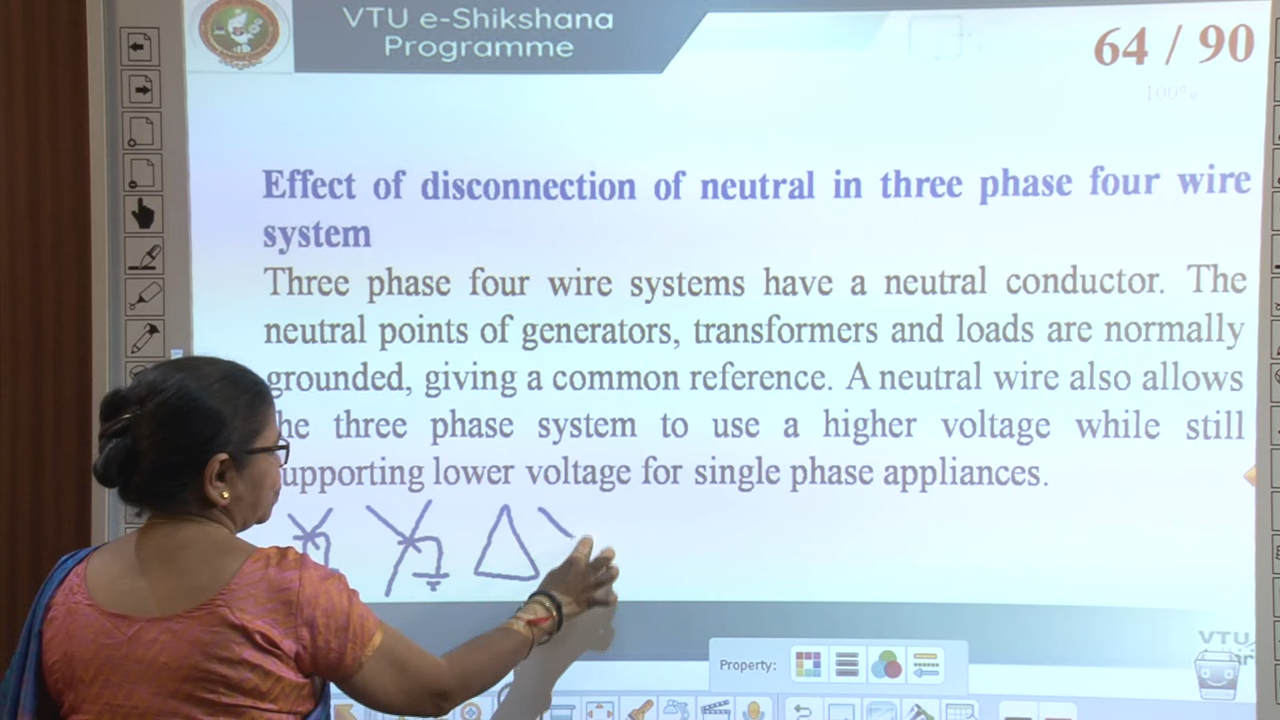 VTU e-Shikshana
Programme
64 / 90
100%
Effect of disconnection of neutral in three phase four wire
system
Three phase four wire systems have a neutral conductor. The
neutral points of generators, transformers and loads are normally
grounded, giving a common reference. A neutral wire also allows
the three phase system to use a higher voltage while still
supporting lower voltage for single phase appliances.
Property:
VTU